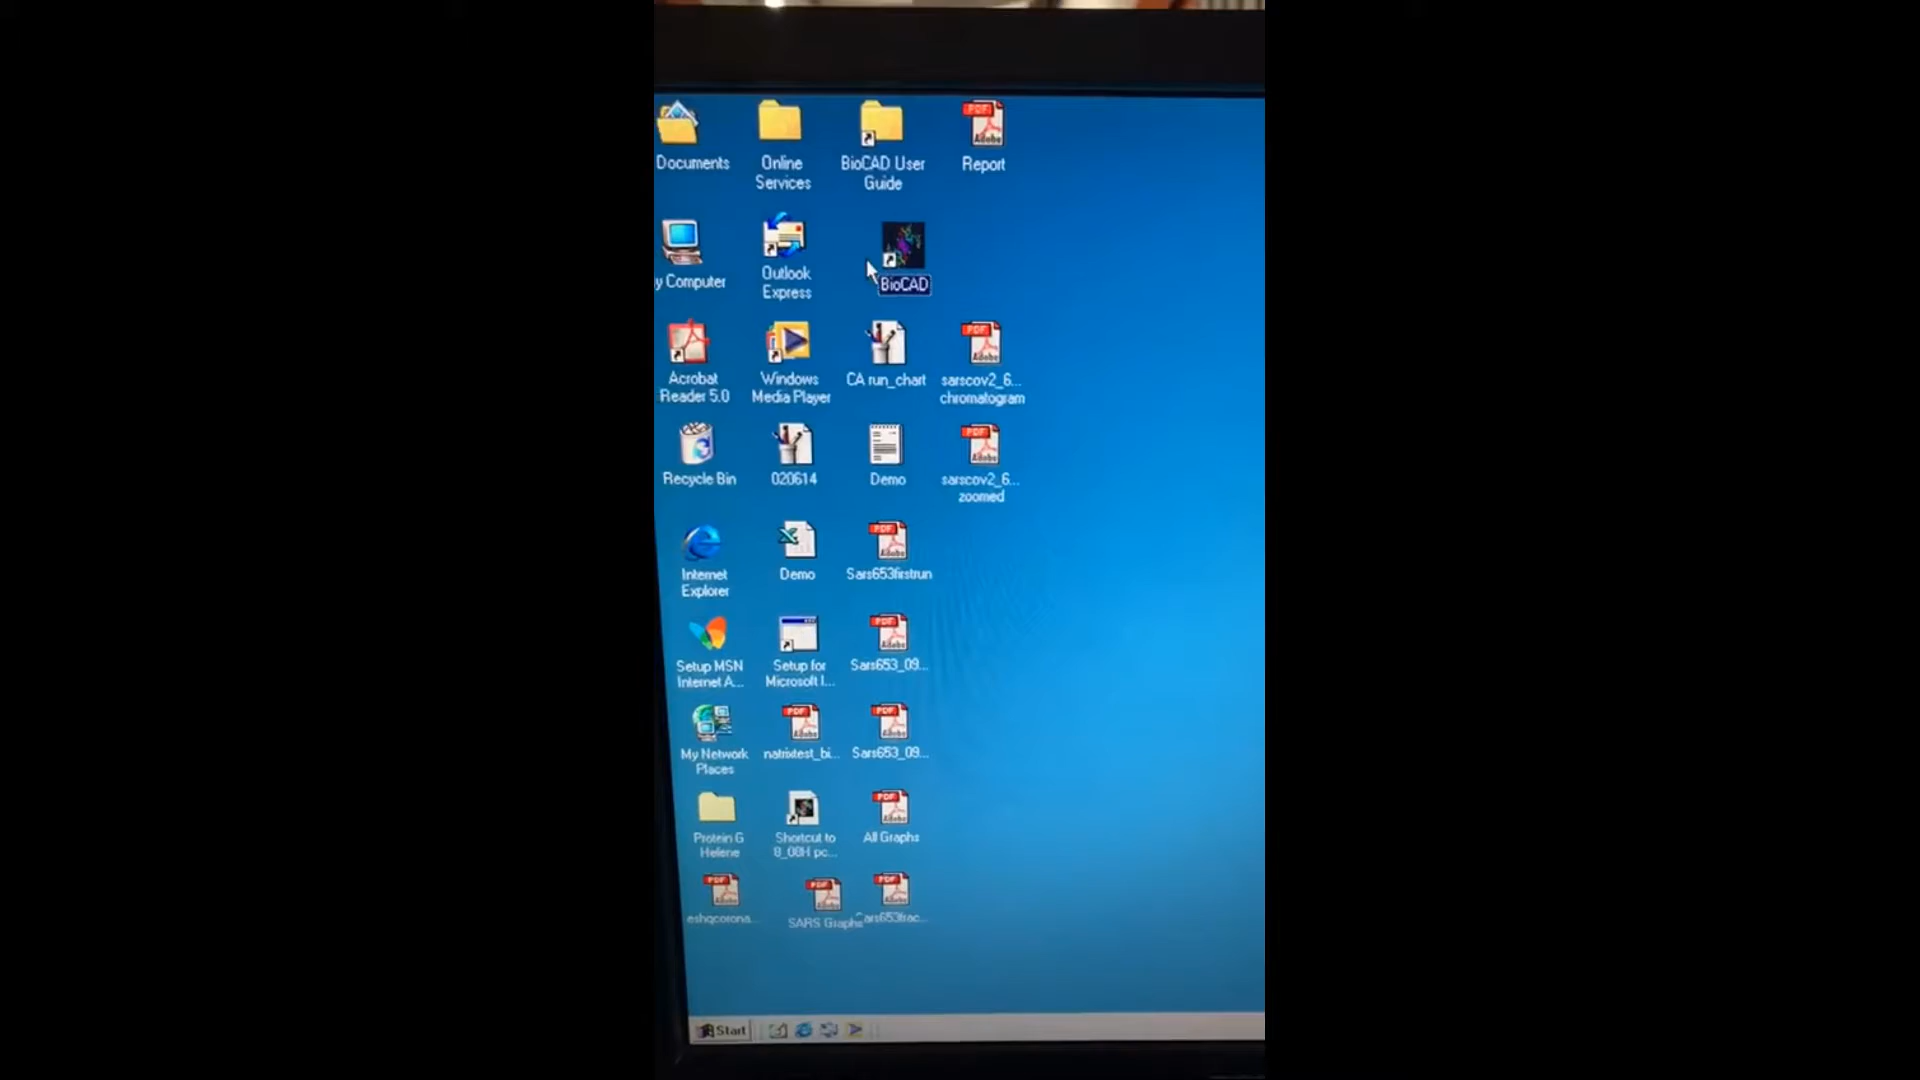 Documents
Online
Services
BioCAD User
Guide
Report
y Computer
Outlook
Express
BioCAD
Acrobat
Reader 5.0
Windows
Media Player
CA run_chart
sarscov2_6...
chromatogram
Recycle Bin
020614
Demo
sarscov2_6...
zoomed
Internet
Explorer
Demo
Sars653firstrun
Setup MSN
Internet A...
Setup for
Microsoft I...
Sars653_09...
My Network
Places
natrixtest_bi...
Sars653_09...
Protein G
Helene
Shortcut to
8_08H pc...
All Graphs
eshqcorona...
SARS Graphs
ars653frac...
Start